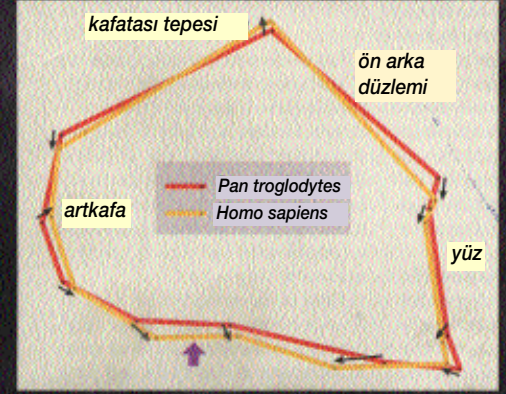 kafatası tepesi
ön arka
düzlemi
Pan troglodytes
artkafa
Homo sapiens
yüz